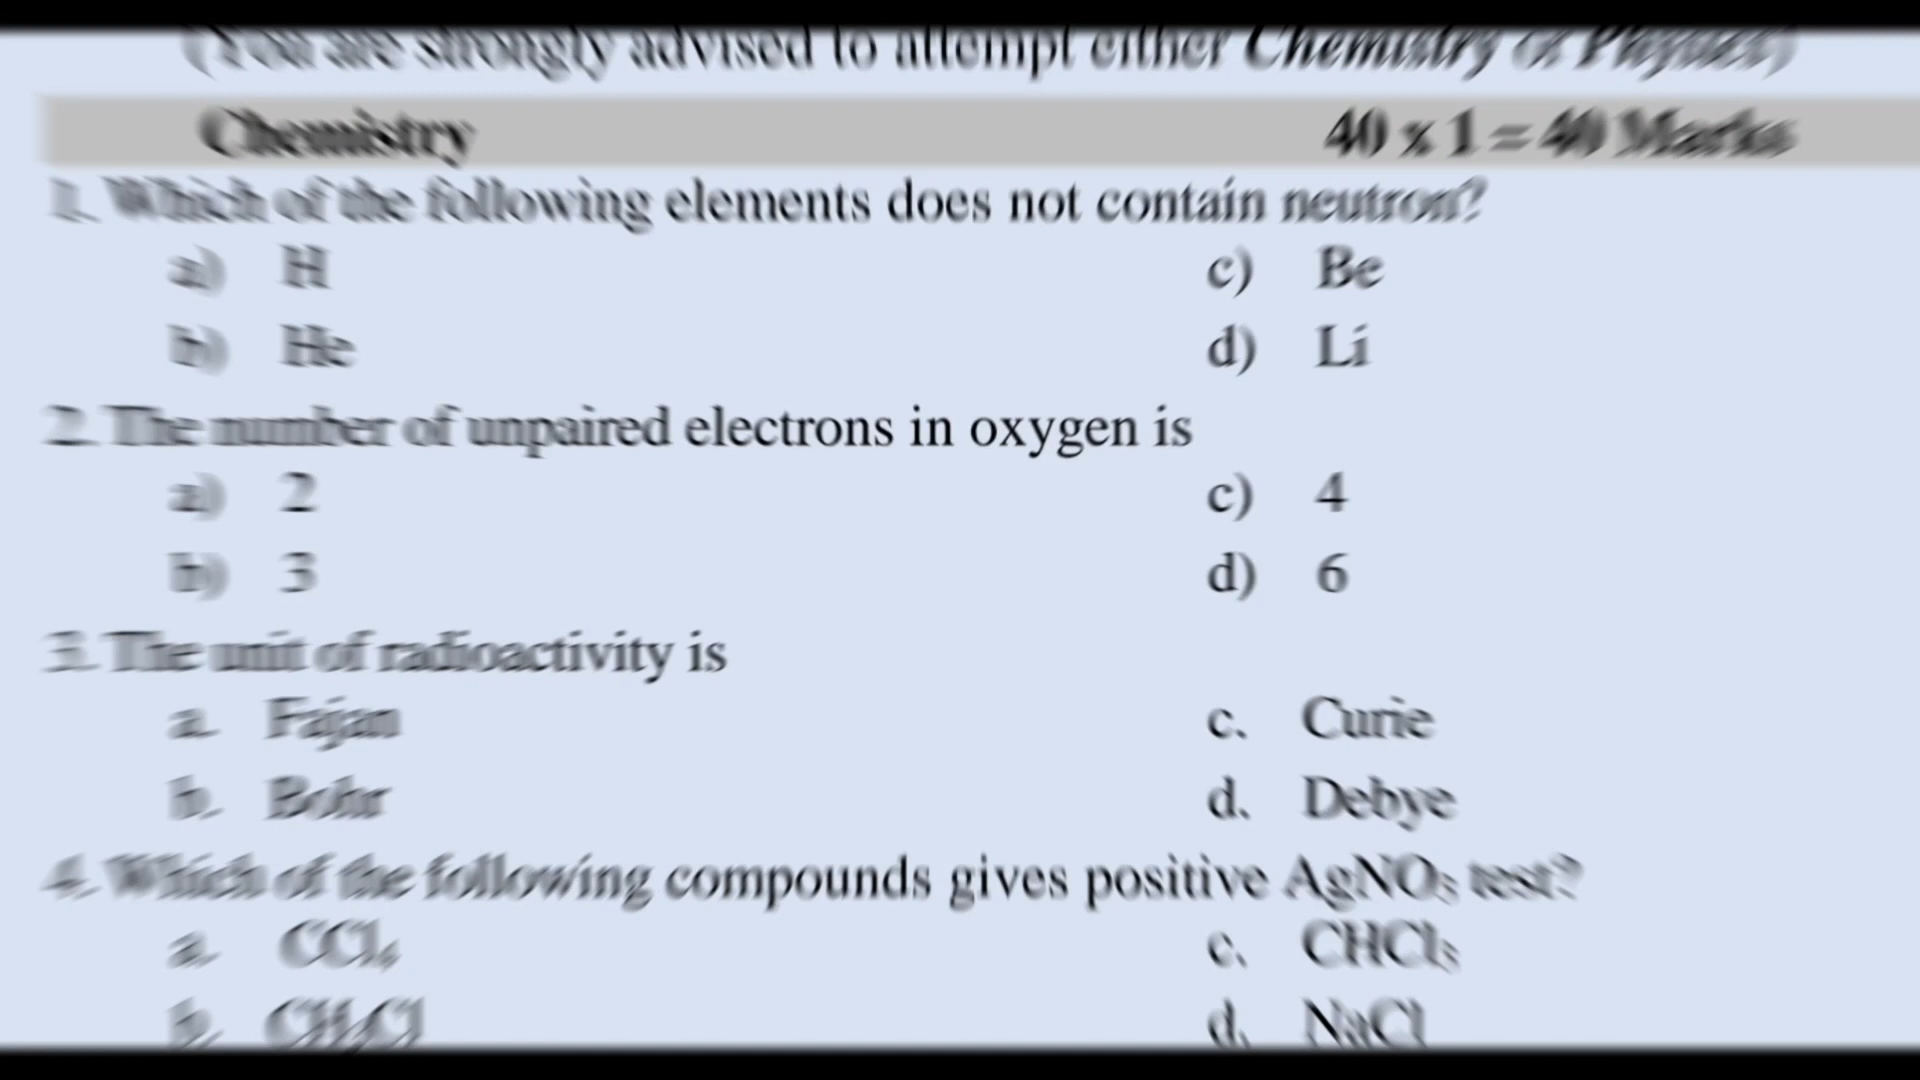 (You are strongly advised to attempt either Chemistry or Physics)
Chemistry 40 x 1 = 40 Marks
1. Which of the following elements does not contain neutron?
a) H c) Be
b) He d) Li
2. The number of unpaired electrons in oxygen is
a) 2 c) 4
b) 3 d) 6
3. The unit of radioactivity is
a. Fajan c. Curie
b. Bohr d. Debye
4. Which of the following compounds gives positive AgNO₃ test?
a. CCl₄ c. CHCl₃
b. CH₃Cl d. NaCl